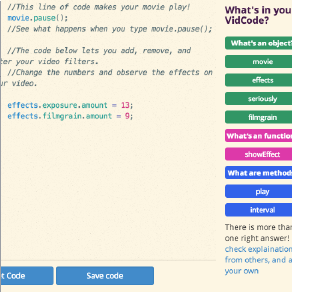 //This line of code makes your movie play!
movie.pause();
//See what happens when you type movie.pause();
//The code below lets you add, remove, and
ter your video filters.
//Change the numbers and observe the effects on
ur video.
effects.exposure.amount = 13;
effects.filmgrain.amount = 9;
t Code
Save code
What's in you
VidCode?
What's an object?
movie
effects
seriously
filmgrain
What's an function
showEffect
What are methods
play
interval
There is more than
one right answer!
check explaination
from others, and a
your own